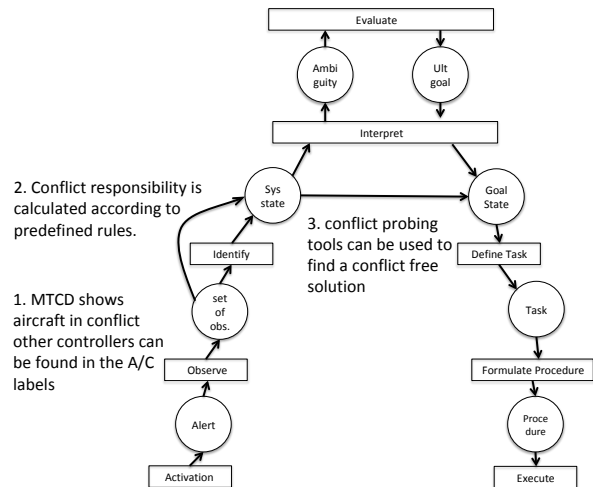 Evaluate
Ambi
guity
Ult
goal
Interpret
2. Conflict responsibility is
calculated according to
predefined rules.
Sys
state
Goal
State
3. conflict probing
tools can be used to
find a conflict free
solution
Identify
Define Task
1. MTCD shows
aircraft in conflict
other controllers can
be found in the A/C
labels
set
of
obs.
Task
Observe
Formulate Procedure
Alert
Proce
dure
Activation
Execute